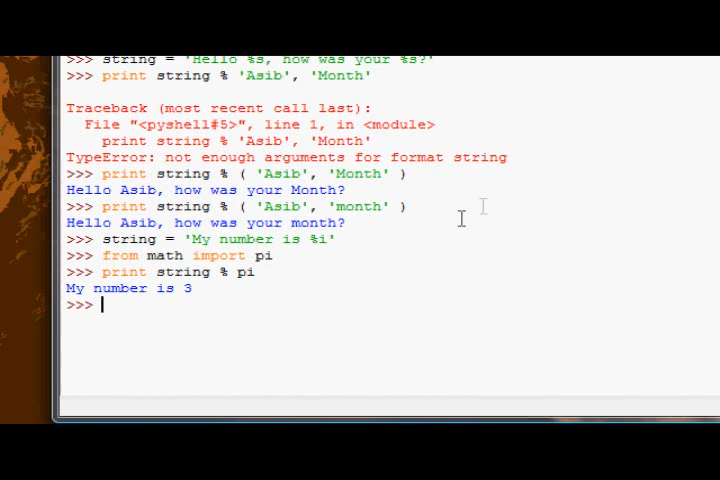 >>> string = 'Hello %s, how was your %s?'
>>> print string % 'Asib', 'Month'
Traceback (most recent call last):
  File "<pyshell#5>", line 1, in <module>
    print string % 'Asib', 'Month'
TypeError: not enough arguments for format string
>>> print string % ( 'Asib', 'Month' )
Hello Asib, how was your Month?
>>> print string % ( 'Asib', 'month' )
Hello Asib, how was your month?
>>> string = 'My number is %i'
>>> from math import pi
>>> print string % pi
My number is 3
>>>